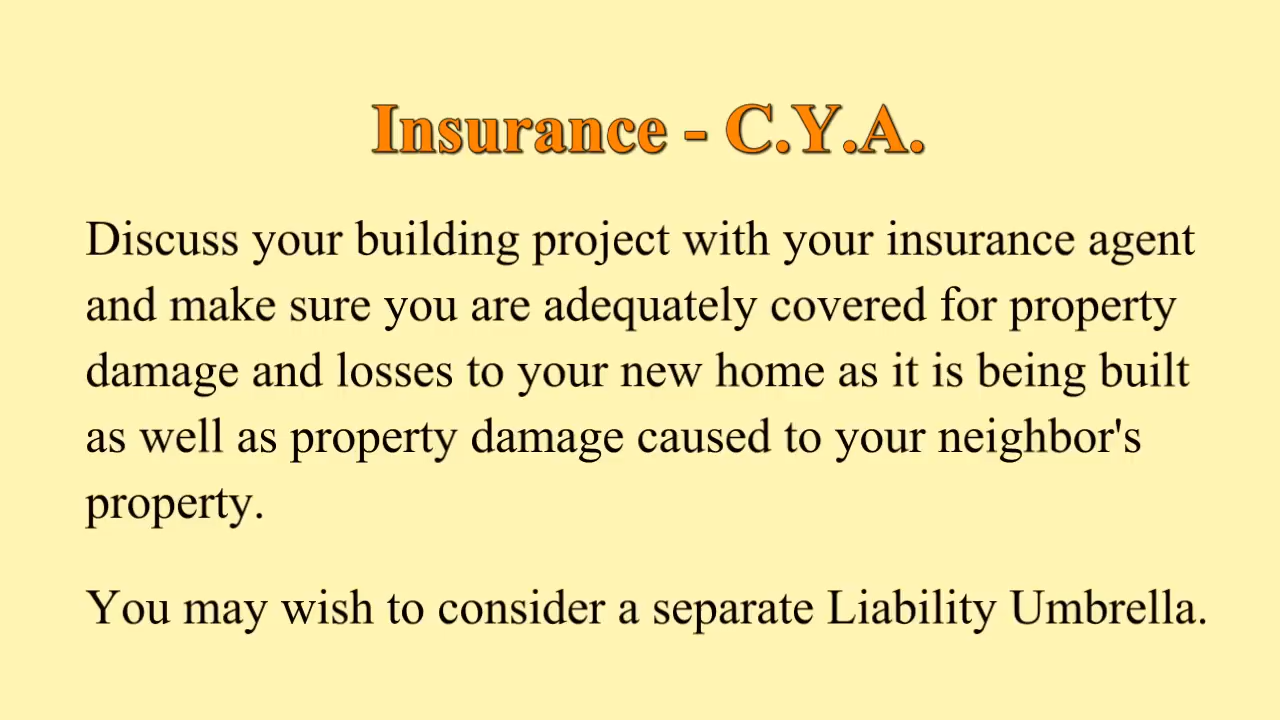 Insurance - C.Y.A.
Discuss your building project with your insurance agent
and make sure you are adequately covered for property
damage and losses to your new home as it is being built
as well as property damage caused to your neighbor's
property.
You may wish to consider a separate Liability Umbrella.